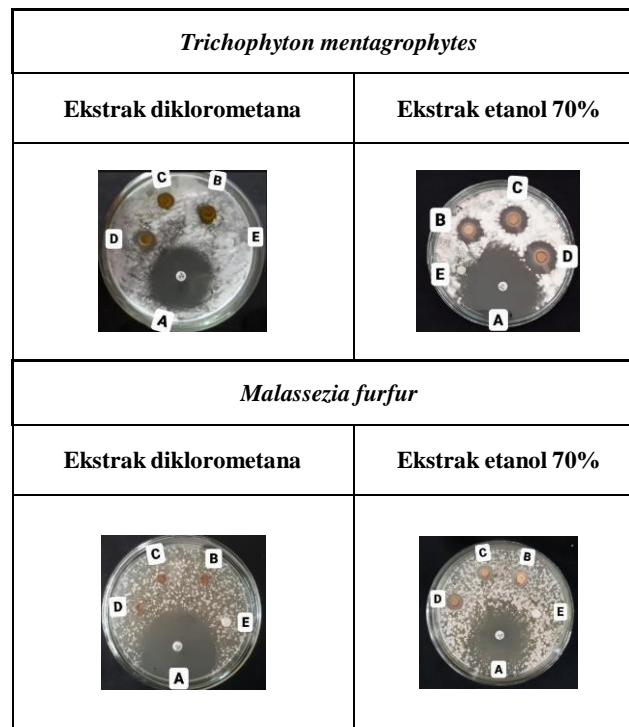 Trichophyton mentagrophytes
Ekstrak diklorometana
Ekstrak etanol 70%
C
B
D
E
A
C
B
D
E
A
Malassezia furfur
Ekstrak diklorometana
Ekstrak etanol 70%
C
B
D
E
A
C
B
D
E
A